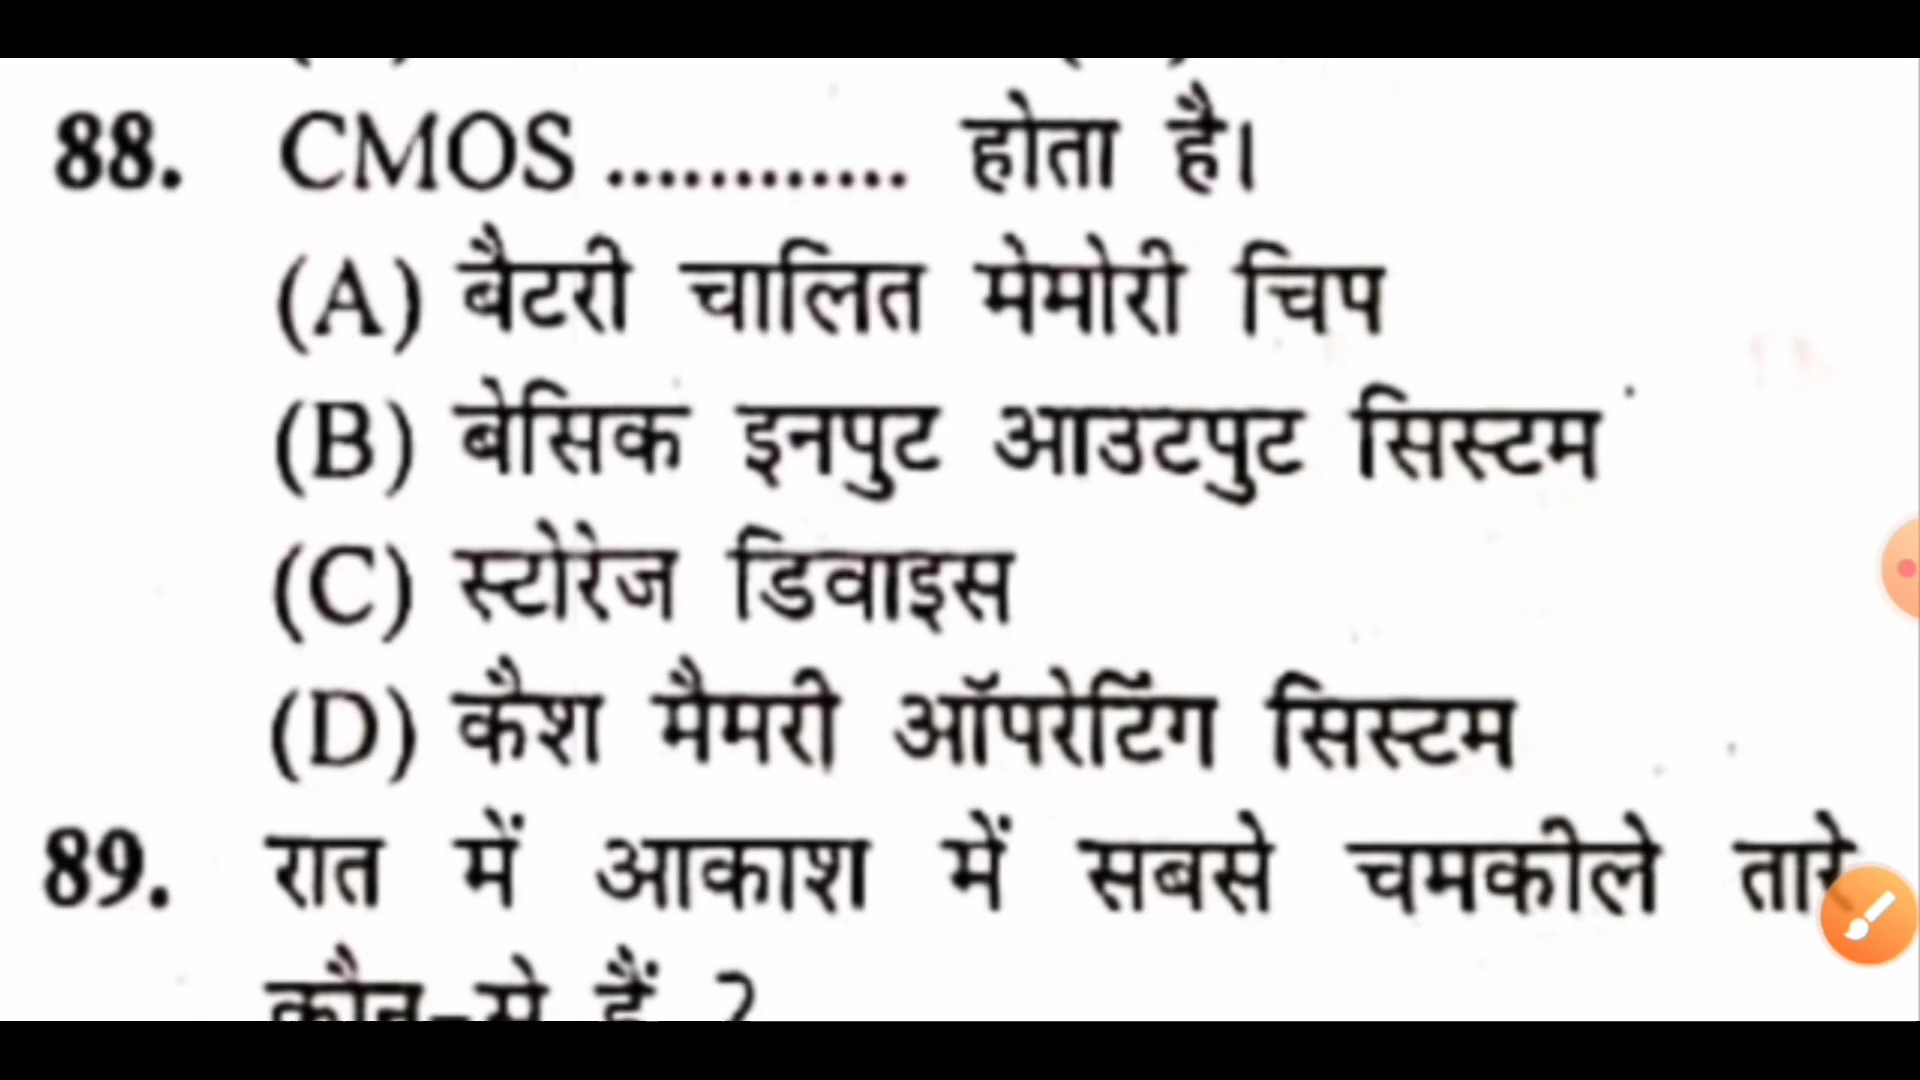 88. CMOS ............ होता है।
(A) बैटरी चालित मेमोरी चिप
(B) बेसिक इनपुट आउटपुट सिस्टम
(C) स्टोरेज डिवाइस
(D) कैश मैमरी ऑपरेटिंग सिस्टम
89. रात में आकाश में सबसे चमकीले तारे
कौन-से हैं ?